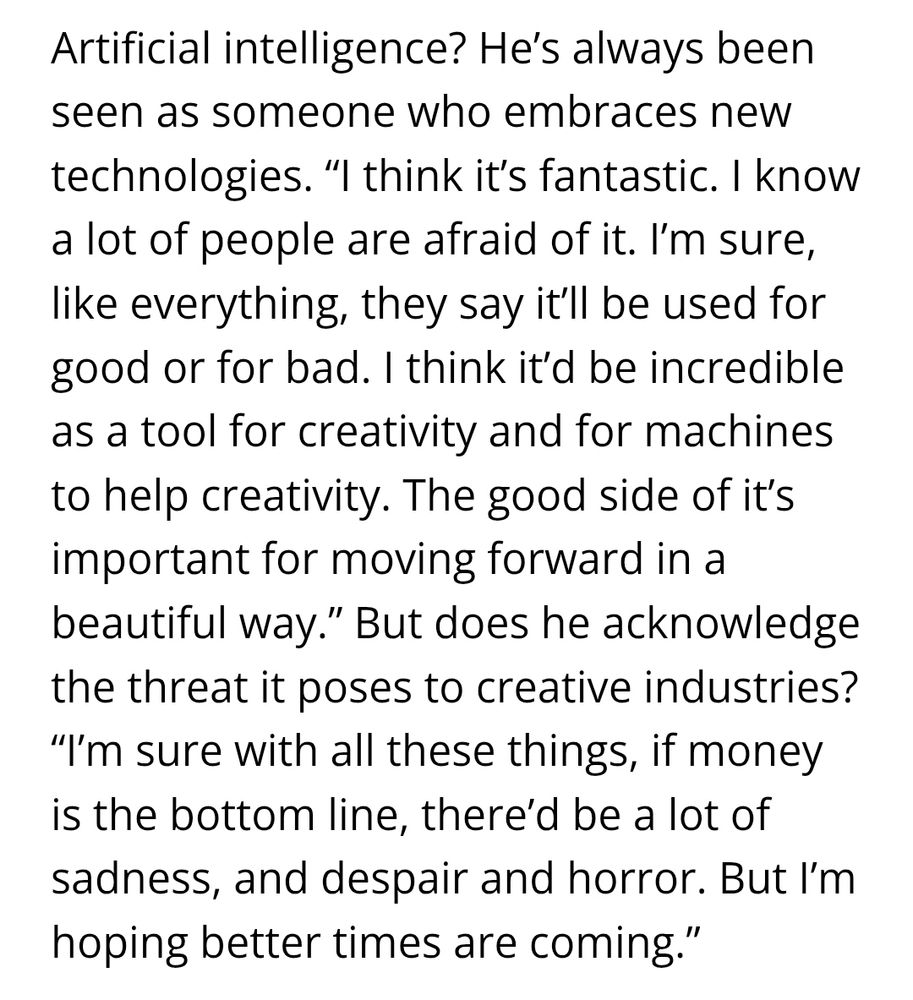 Artificial intelligence? He’s always been
seen as someone who embraces new
technologies. “I think it’s fantastic. I know
a lot of people are afraid of it. I’m sure,
like everything, they say it’ll be used for
good or for bad. I think it’d be incredible
as a tool for creativity and for machines
to help creativity. The good side of it’s
important for moving forward in a
beautiful way.” But does he acknowledge
the threat it poses to creative industries?
“I’m sure with all these things, if money
is the bottom line, there’d be a lot of
sadness, and despair and horror. But I’m
hoping better times are coming.”